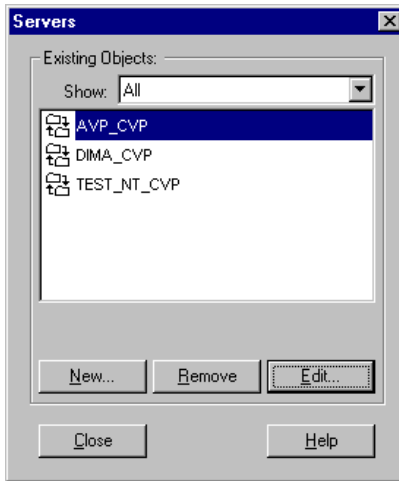 Servers
Existing Objects:
Show: All
AVP_CVP
DIMA_CVP
TEST_NT_CVP
New... Remove Edit...
Close Help